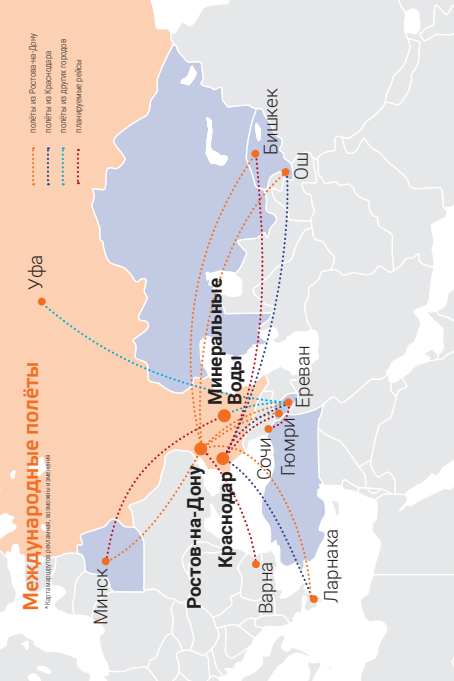 Международные полёты
*Карта маршрутов рекламная, возможны изменения
полёты из Ростова-на-Дону
полёты из Краснодара
полёты из других городов
планируемые рейсы
Уфа
Бишкек
Ош
Минеральные
Воды
Минск
Ростов-на-Дону
Краснодар
Сочи
Гюмри
Ереван
Варна
Ларнака